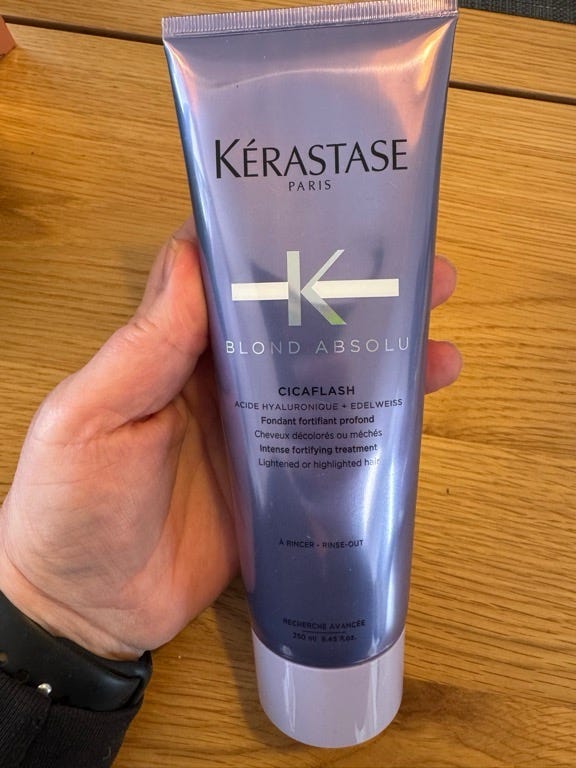 KÉRASTASE
PARIS
K
BLOND ABSOLU
CICAFLASH
ACIDE HYALURONIQUE + EDELWEISS
Fondant fortifiant profond
Cheveux décolorés ou méchés
Intense fortifying treatment
Lightened or highlighted hair
À RINCER • RINSE-OUT
RECHERCHE AVANCÉE
250 ml 8.45 fl.oz.